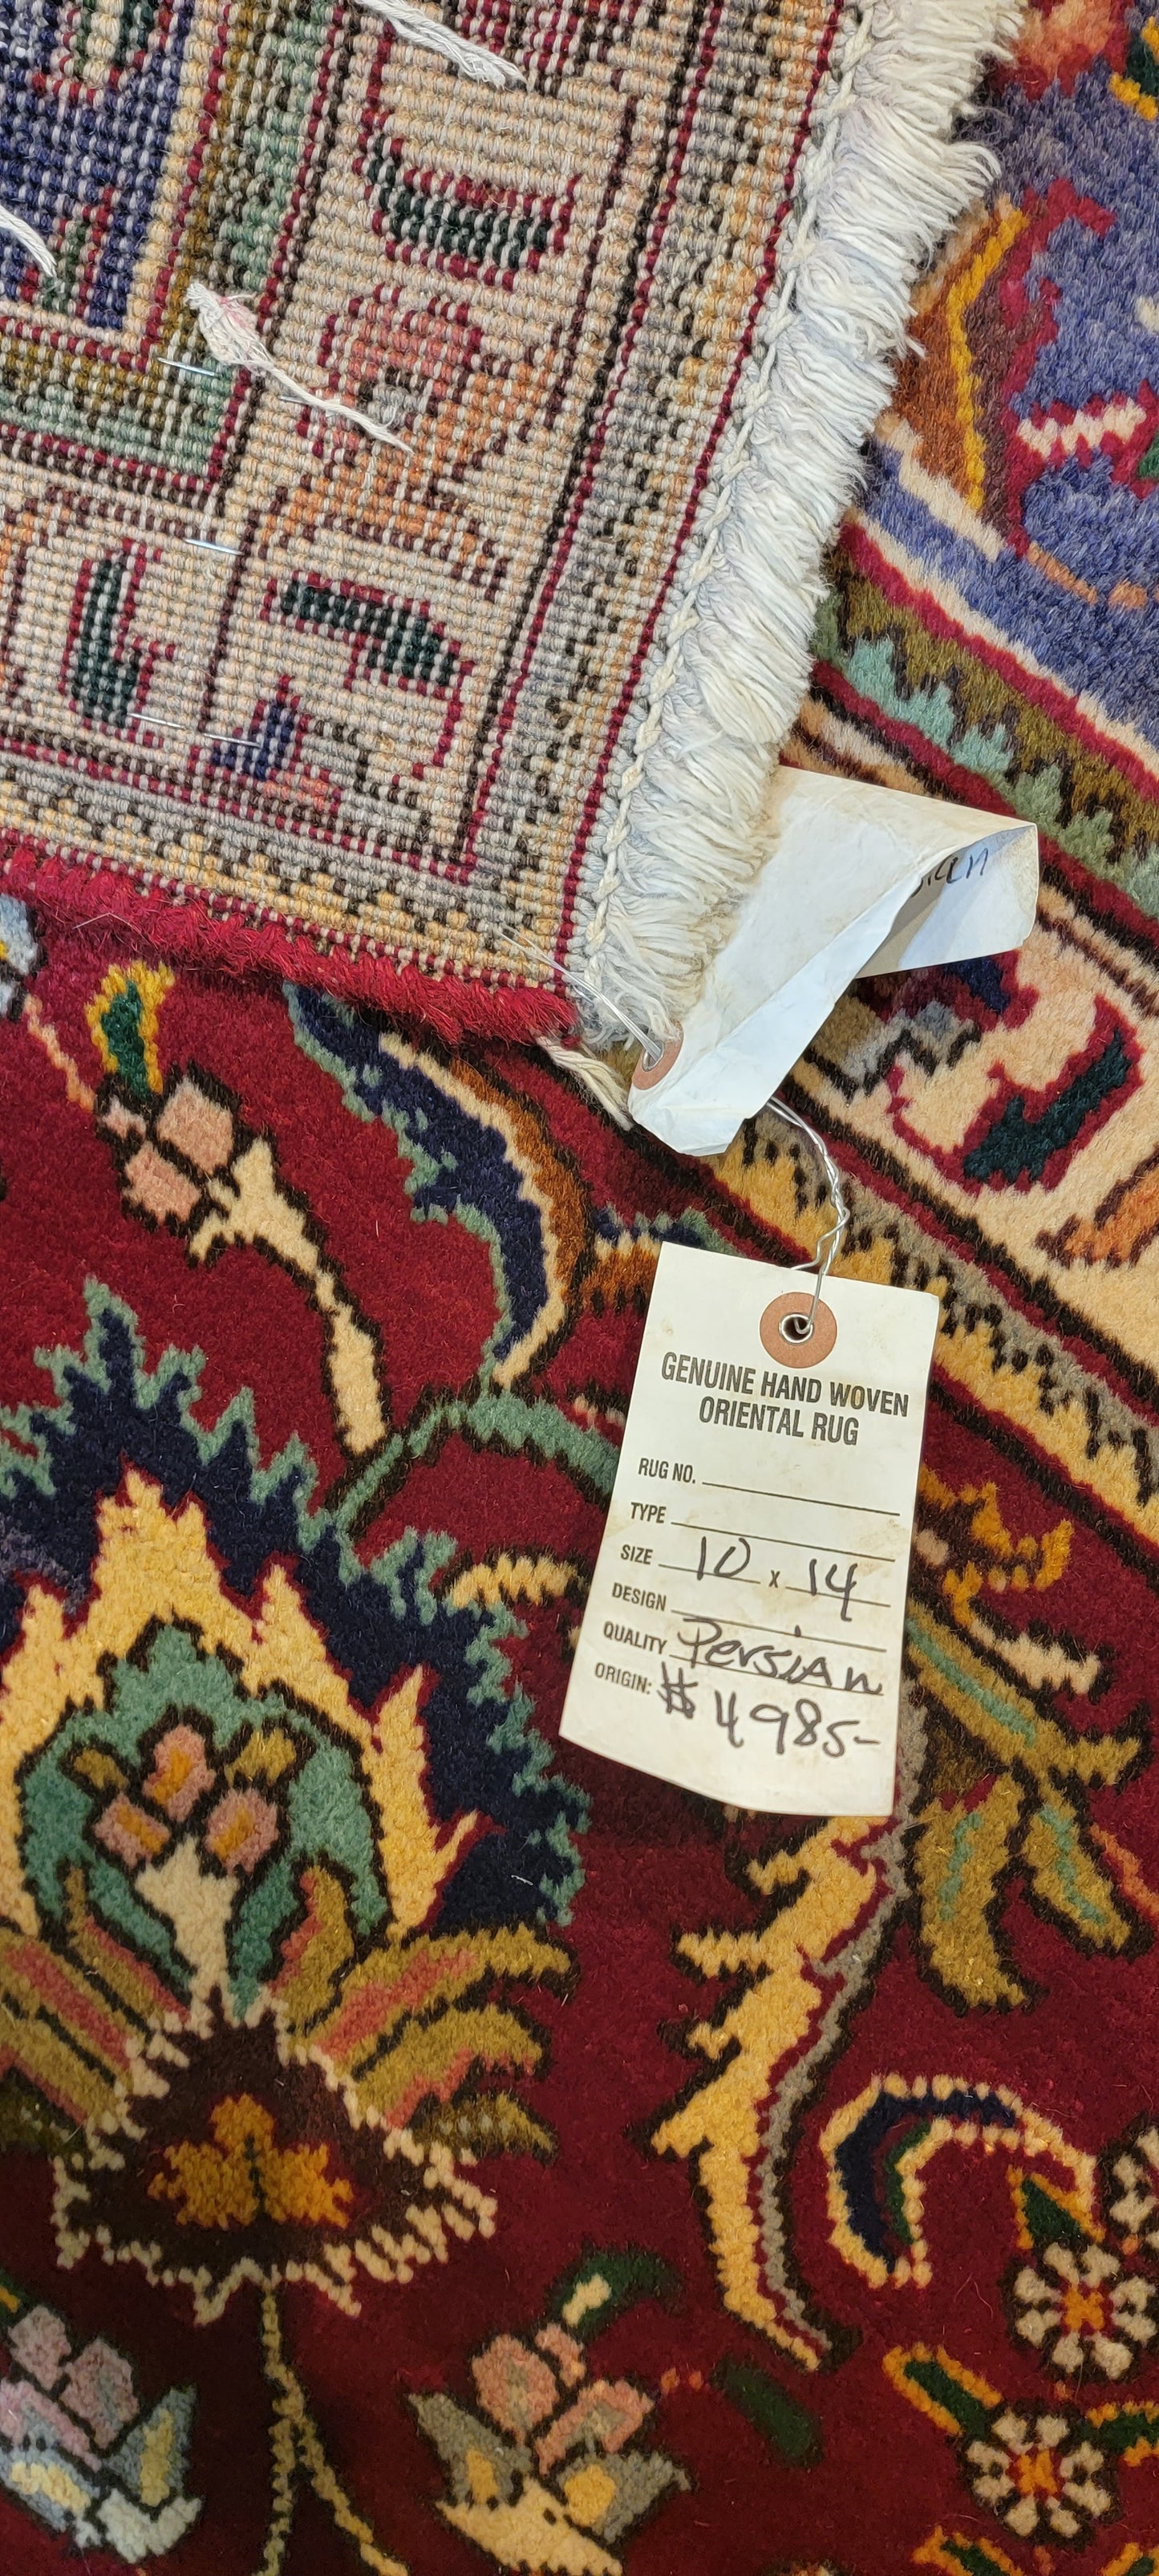 GENUINE HAND WOVEN
ORIENTAL RUG
RUG NO.
TYPE
SIZE 10 x 14
DESIGN
QUALITY Persian
ORIGIN: $4985-